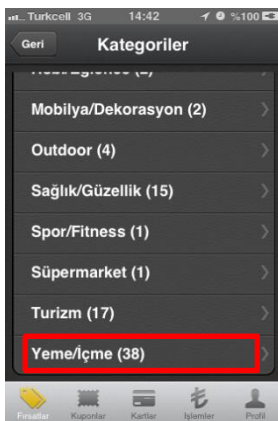 Turkcell 3G 14:42 %100
Geri Kategoriler
Mobilya/Dekorasyon (2)
Outdoor (4)
Sağlık/Güzellik (15)
Spor/Fitness (1)
Süpermarket (1)
Turizm (17)
Yeme/İçme (38)
Fırsatlar Kuponlar Kartlar İşlemler Profil